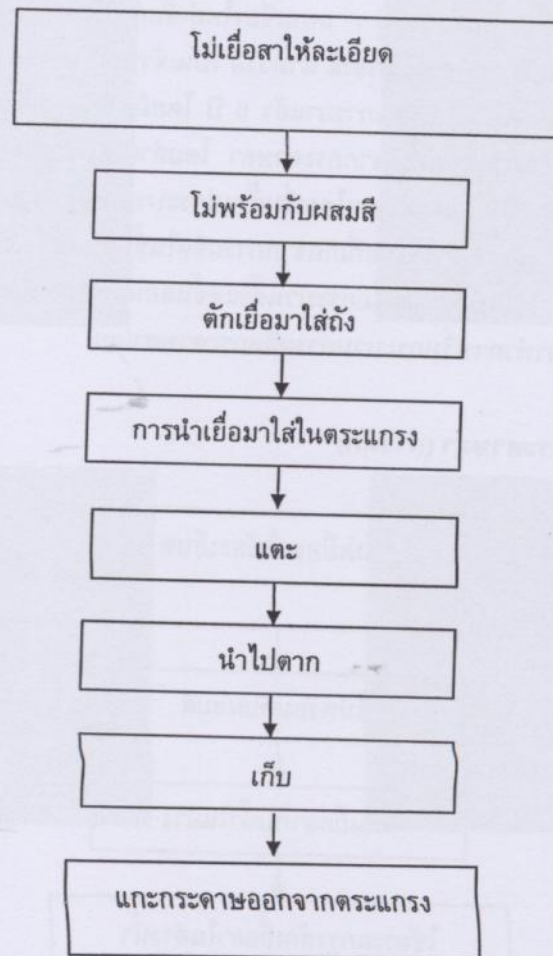 โม่เยื่อสาให้ละเอียด
โม่พร้อมกับผสมสี
ตักเยื่อมาใส่ถัง
การนำเยื่อมาใส่ในตระแกรง
แตะ
นำไปตาก
เก็บ
แกะกระดาษออกจากตระแกรง